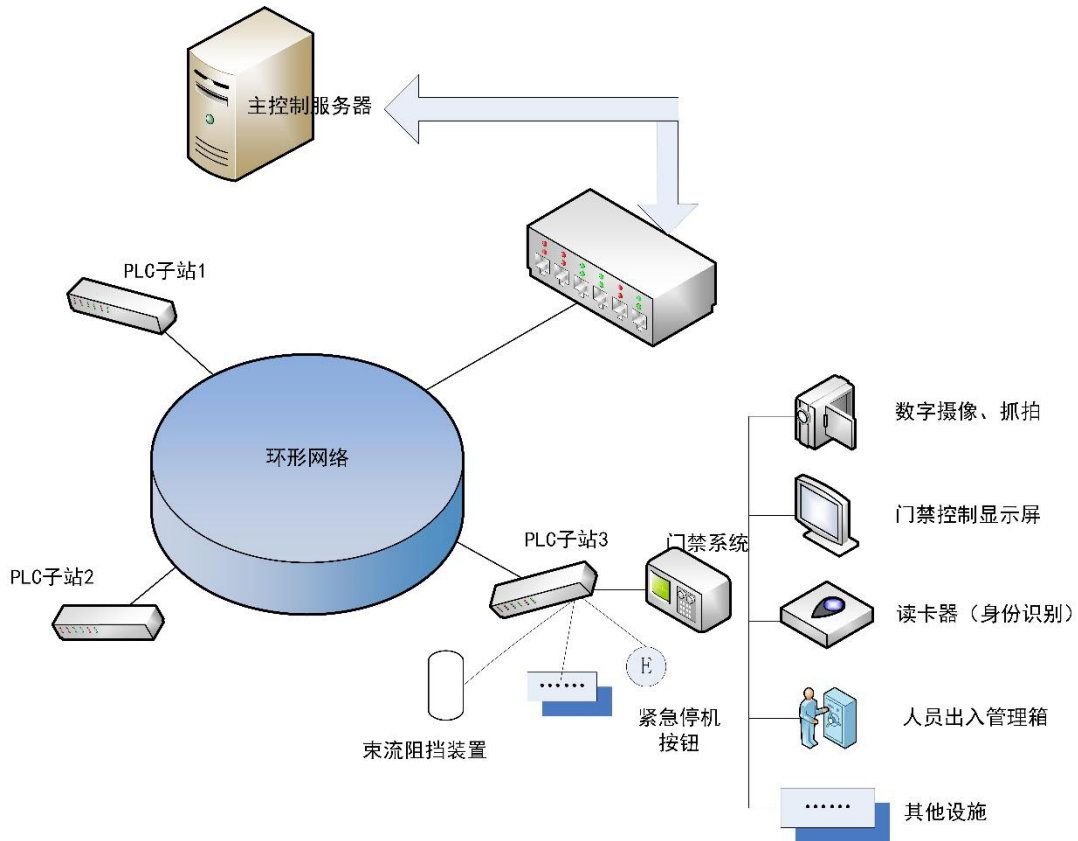 主控制服务器
PLC子站1
环形网络
数字摄像、抓拍
门禁控制显示屏
PLC子站3
门禁系统
PLC子站2
读卡器（身份识别）
E
••••••
紧急停机
按钮
人员出入管理箱
束流阻挡装置
••••••
其他设施